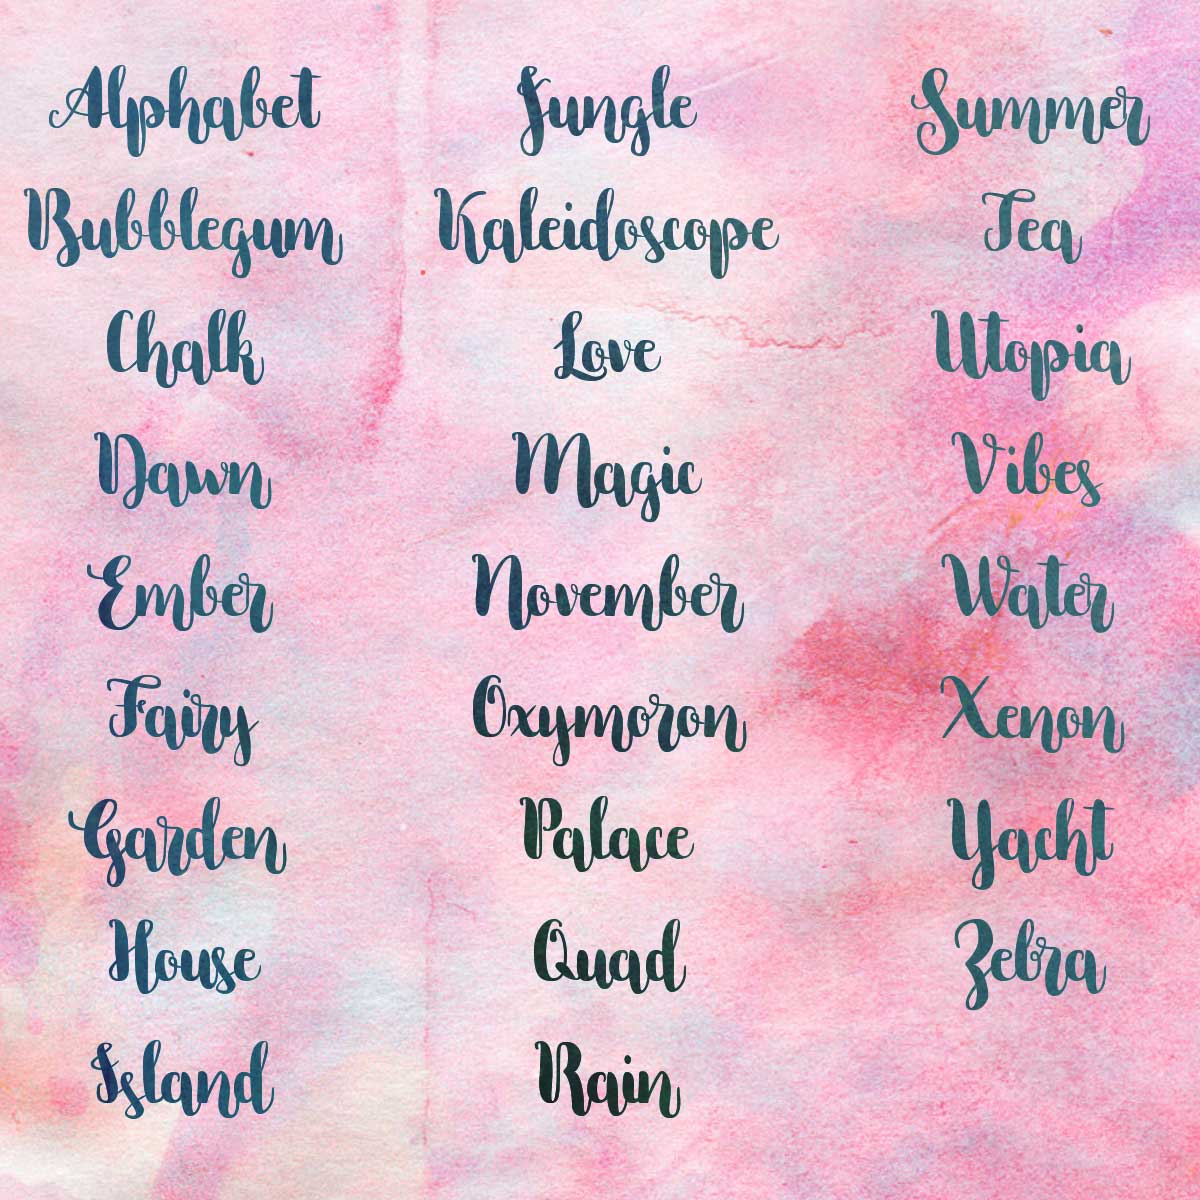 Alphabet
Bubblegum
Chalk
Dawn
Ember
Fairy
Garden
House
Island
Jungle
Kaleidoscope
Love
Magic
November
Oxymoron
Palace
Quad
Rain
Summer
Tea
Utopia
Vibes
Water
Xenon
Yacht
Zebra